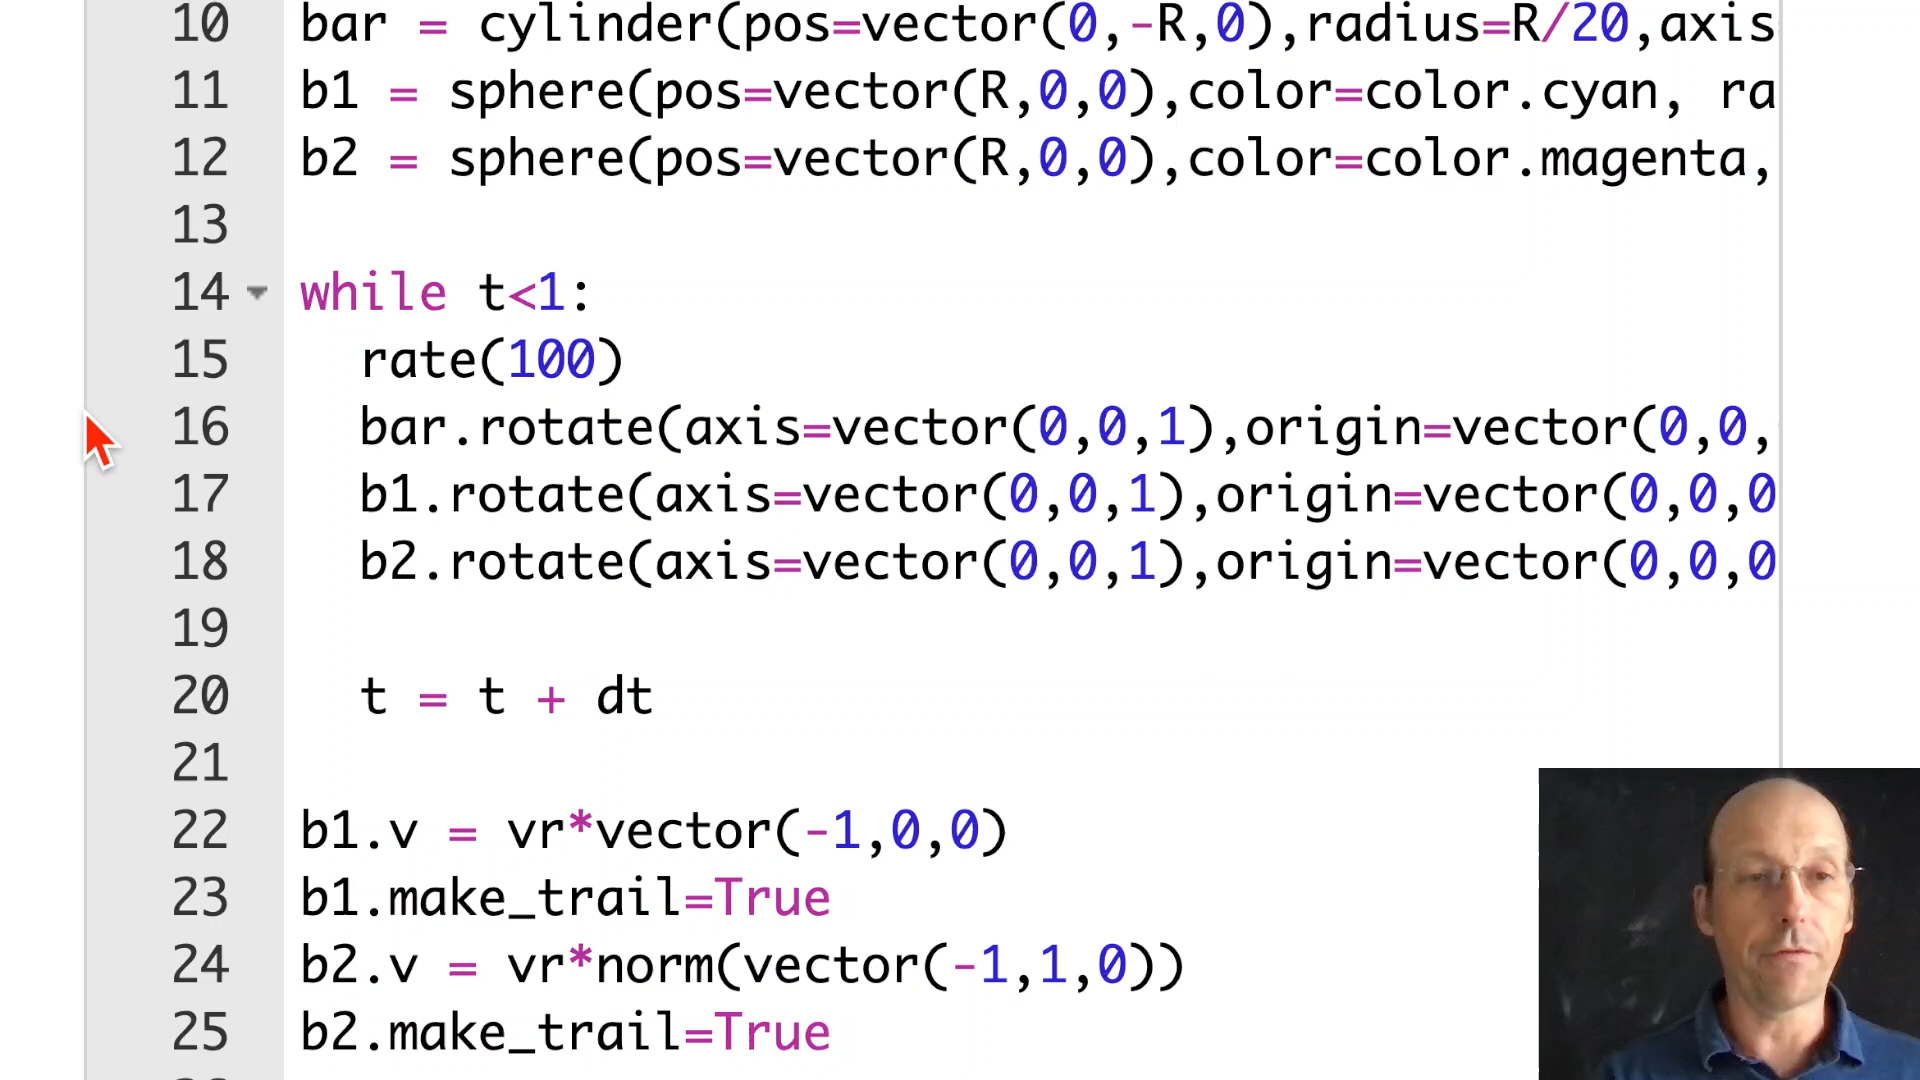 10 bar = cylinder(pos=vector(0,-R,0),radius=R/20,axis
11 b1 = sphere(pos=vector(R,0,0),color=color.cyan, ra
12 b2 = sphere(pos=vector(R,0,0),color=color.magenta,
13
14 while t<1:
15 rate(100)
16 bar.rotate(axis=vector(0,0,1),origin=vector(0,0,
17 b1.rotate(axis=vector(0,0,1),origin=vector(0,0,0
18 b2.rotate(axis=vector(0,0,1),origin=vector(0,0,0
19
20 t = t + dt
21
22 b1.v = vr*vector(-1,0,0)
23 b1.make_trail=True
24 b2.v = vr*norm(vector(-1,1,0))
25 b2.make_trail=True